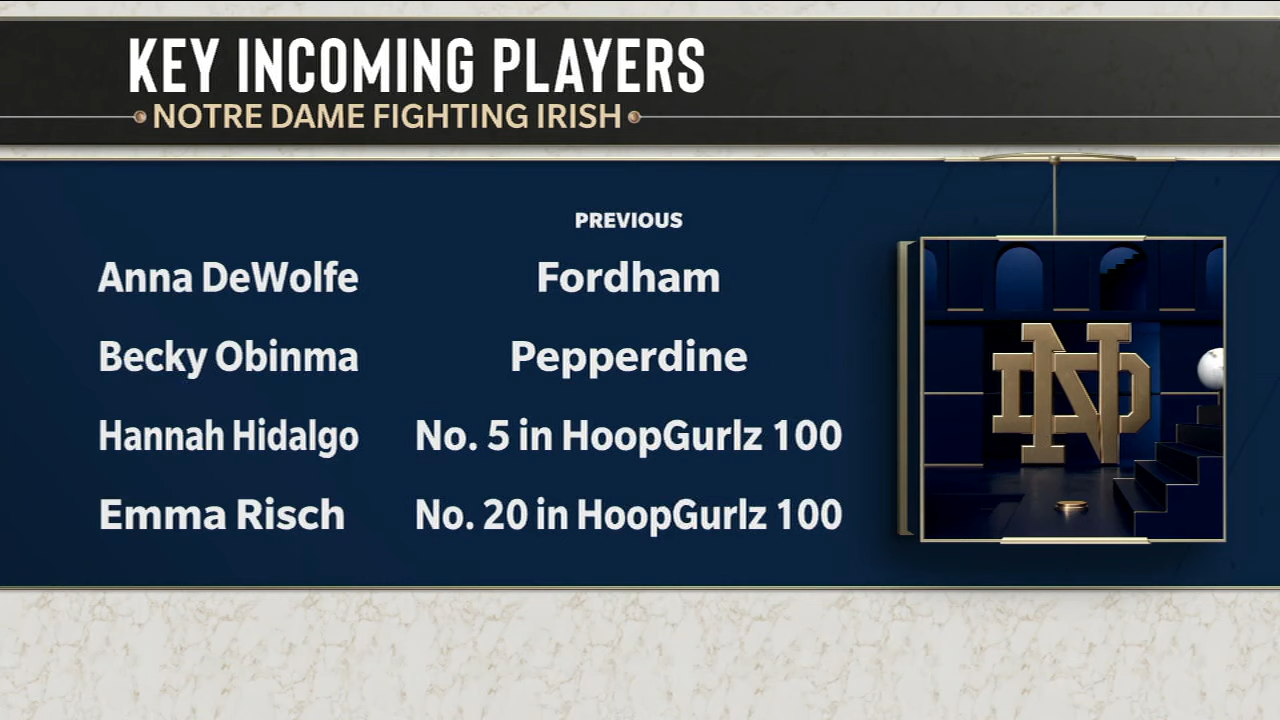 KEY INCOMING PLAYERS
NOTRE DAME FIGHTING IRISH
PREVIOUS
Anna DeWolfe Fordham
Becky Obinma Pepperdine
Hannah Hidalgo No. 5 in HoopGurlz 100
Emma Risch No. 20 in HoopGurlz 100
ND